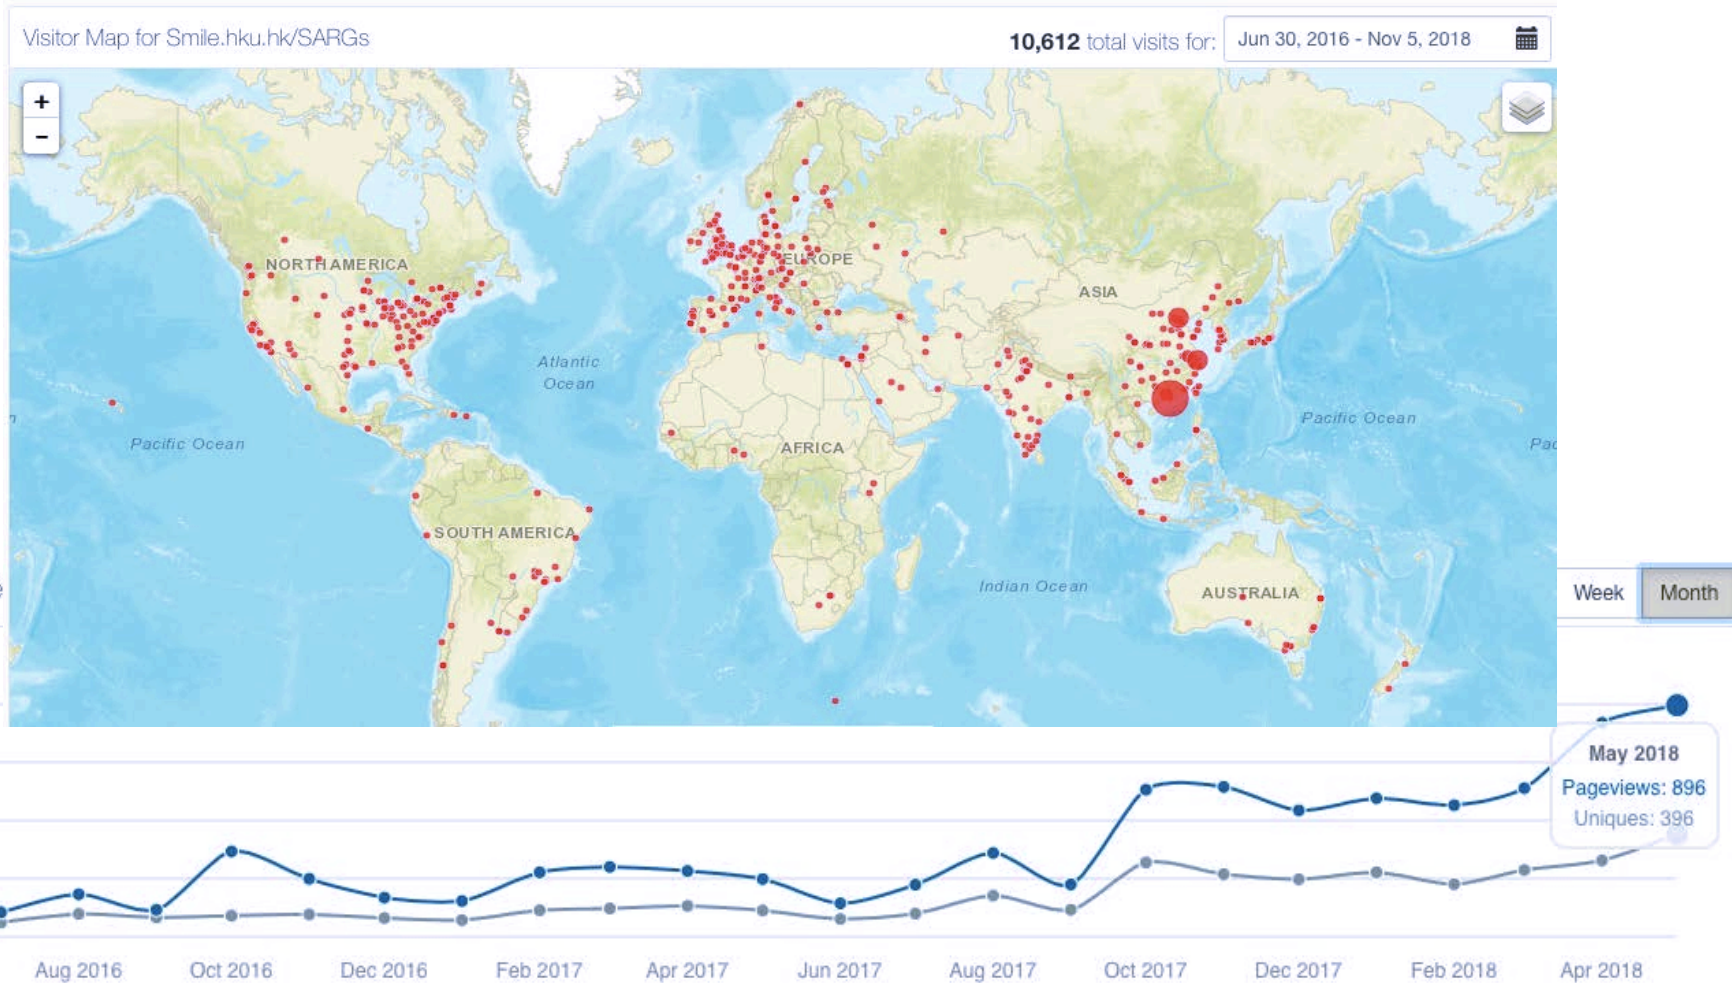 Visitor Map for Smile.hku.hk/SARGs
10,612 total visits for:
Jun 30, 2016 - Nov 5, 2018
+
−
NORTH AMERICA
EUROPE
ASIA
Atlantic
Ocean
Pacific Ocean
Pacific Ocean
Pac
AFRICA
SOUTH AMERICA
Indian Ocean
AUSTRALIA
Week
Month
May 2018
Pageviews: 896
Uniques: 396
Aug 2016
Oct 2016
Dec 2016
Feb 2017
Apr 2017
Jun 2017
Aug 2017
Oct 2017
Dec 2017
Feb 2018
Apr 2018